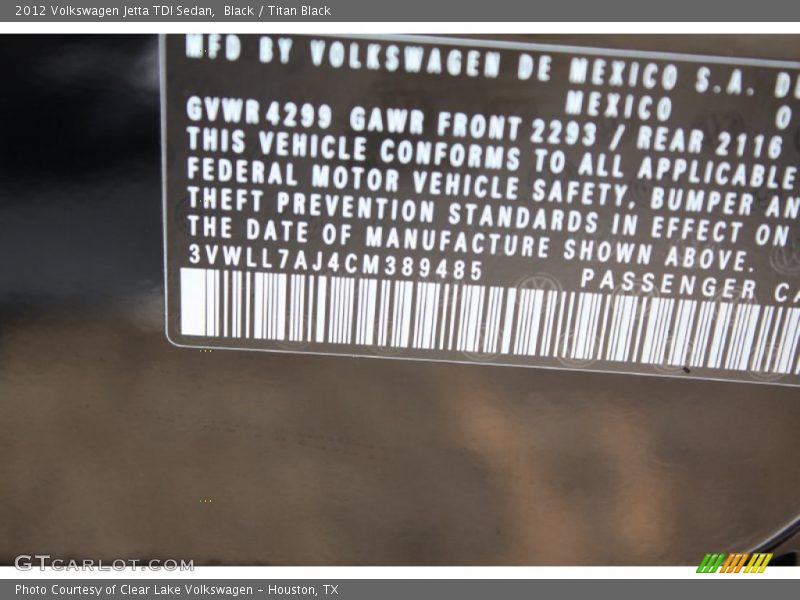 2012 Volkswagen Jetta TDI Sedan,  Black / Titan Black
MFD BY VOLKSWAGEN DE MEXICO S.A. DE
MEXICO 0
GVWR 4299 GAWR FRONT 2293 / REAR 2116
THIS VEHICLE CONFORMS TO ALL APPLICABLE
FEDERAL MOTOR VEHICLE SAFETY, BUMPER AN
THEFT PREVENTION STANDARDS IN EFFECT ON
THE DATE OF MANUFACTURE SHOWN ABOVE.
3VWLL7AJ4CM389485 PASSENGER CA
GTCARLOT.COM
Photo Courtesy of Clear Lake Volkswagen - Houston, TX